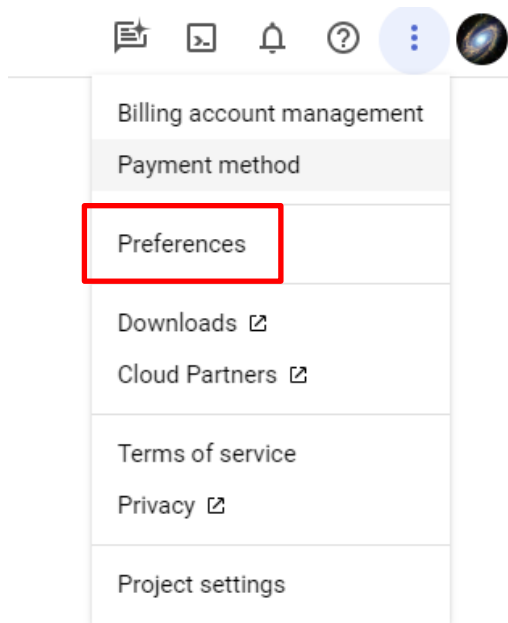 Billing account management
Payment method
Preferences
Downloads
Cloud Partners
Terms of service
Privacy
Project settings